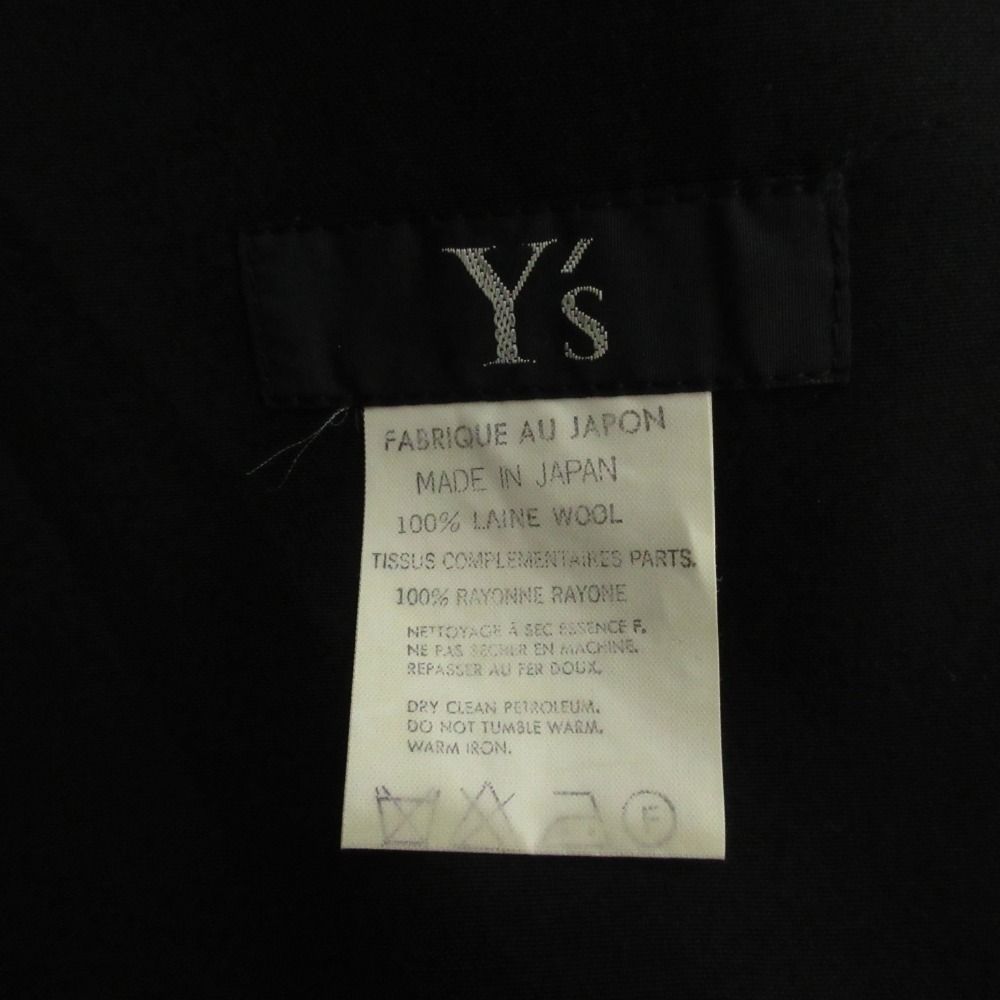 Y's
FABRIQUE AU JAPON
MADE IN JAPAN
100% LAINE WOOL
TISSUS COMPLEMENTAIRES PARTS.
100% RAYONNE RAYONE
NETTOYAGE À SEC ESSENCE F.
NE PAS SECHER EN MACHINE.
REPASSER AU FER DOUX.
DRY CLEAN PETROLEUM.
DO NOT TUMBLE WARM.
WARM IRON.
F